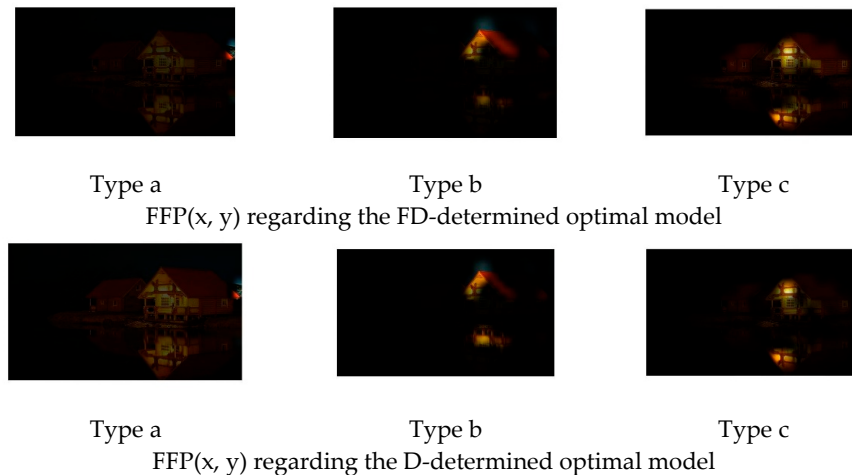 Type a Type b Type c
FFP(x, y) regarding the FD-determined optimal model
Type a Type b Type c
FFP(x, y) regarding the D-determined optimal model